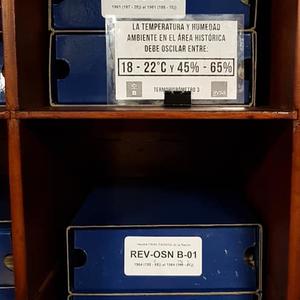 LA TEMPERATURA Y HUMEDAD
AMBIENTE EN EL ÁREA HISTÓRICA
DEBE OSCILAR ENTRE:
18 - 22°C Y 45% - 65%
TERMOHIGRÓMETRO 3
REV-OSN B-01